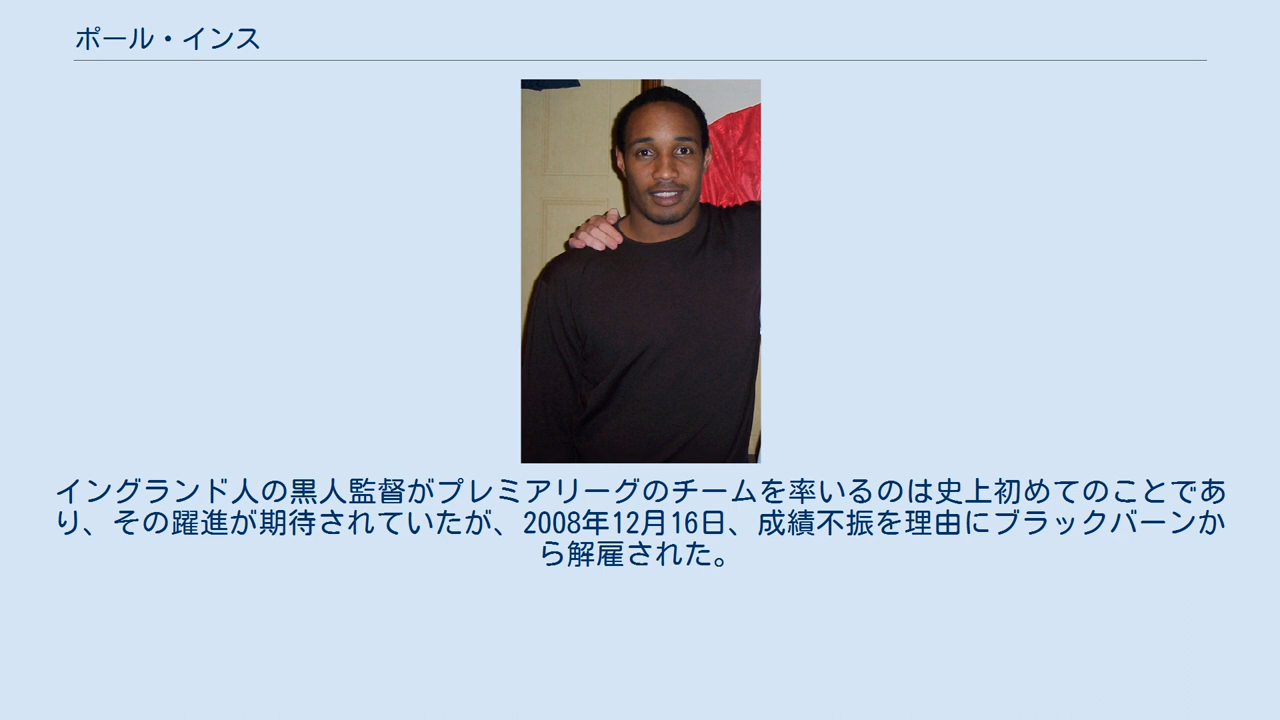 ポール・インス
イングランド人の黒人監督がプレミアリーグのチームを率いるのは史上初めてのことであ
り、その躍進が期待されていたが、2008年12月16日、成績不振を理由にブラックバーンか
ら解雇された。